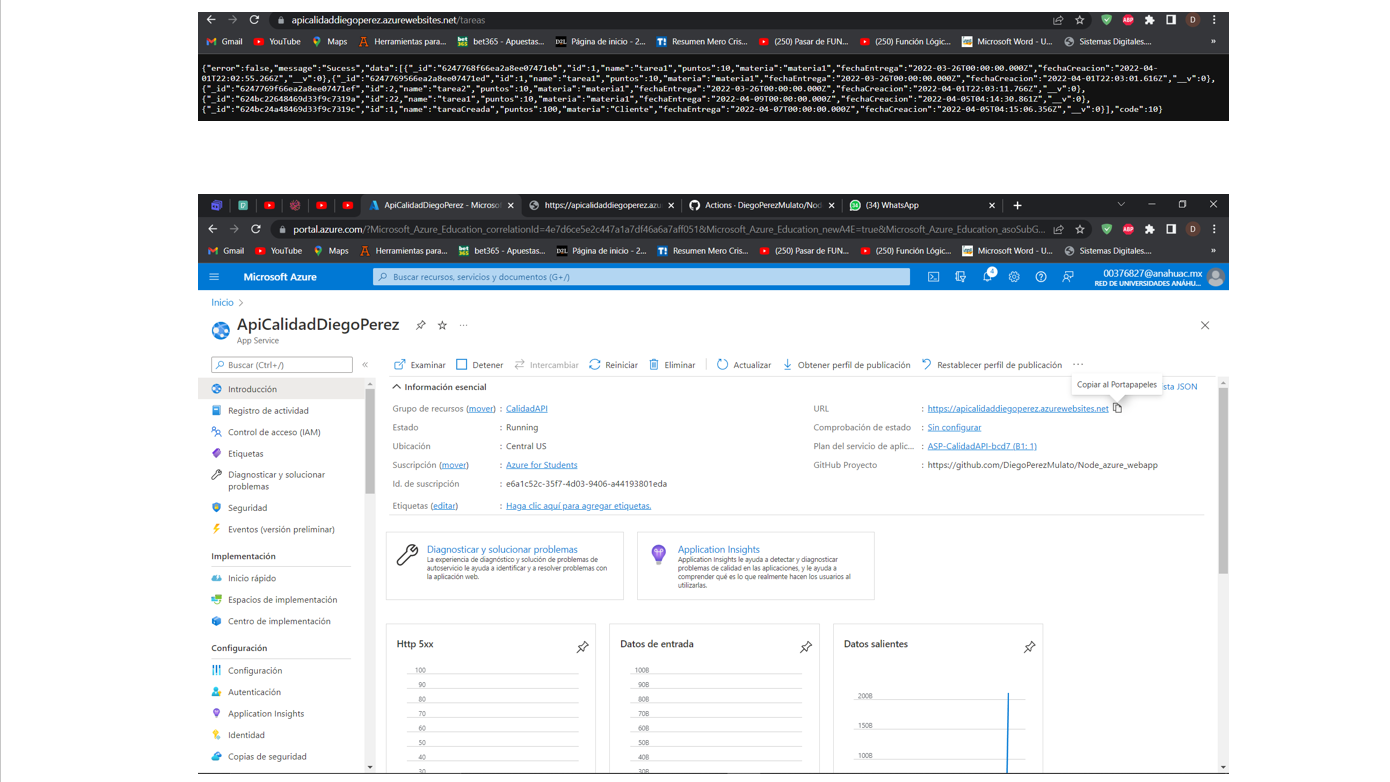 apicalidaddiegoperez.azurewebsites.net/tareas
Gmail YouTube Maps Herramientas para... bet365 - Apuestas... Página de inicio - 2... Resumen Mero Cris... (250) Pasar de FUN... (250) Función Lógic... Microsoft Word - U... Sistemas Digitales.... »
{"error":false,"message":"Sucess","data":[{"_id":"6247768f66ea2a8ee07471eb","id":1,"name":"tarea1","puntos":10,"materia":"materia1","fechaEntrega":"2022-03-26T00:00:00.000Z","fechaCreacion":"2022-04-
01T22:02:55.266Z","__v":0},{"_id":"6247769566ea2a8ee07471ed","id":1,"name":"tarea1","puntos":10,"materia":"materia1","fechaEntrega":"2022-03-26T00:00:00.000Z","fechaCreacion":"2022-04-01T22:03:01.616Z","__v":0},
{"_id":"6247769f66ea2a8ee07471ef","id":2,"name":"tarea2","puntos":10,"materia":"materia1","fechaEntrega":"2022-03-26T00:00:00.000Z","fechaCreacion":"2022-04-01T22:03:11.766Z","__v":0},
{"_id":"624bc22648469d33f9c7319a","id":22,"name":"tarea1","puntos":10,"materia":"materia1","fechaEntrega":"2022-04-09T00:00:00.000Z","fechaCreacion":"2022-04-05T04:14:30.861Z","__v":0},
{"_id":"624bc24a48469d33f9c7319c","id":1,"name":"tareaCreada","puntos":100,"materia":"Cliente","fechaEntrega":"2022-04-07T00:00:00.000Z","fechaCreacion":"2022-04-05T04:15:06.356Z","__v":0}],"code":10}
ApiCalidadDiegoPerez - Microsof https://apicalidaddiegoperez.azur Actions · DiegoPerezMulato/Nod (34) WhatsApp
portal.azure.com/?Microsoft_Azure_Education_correlationId=4e7d6ce5e2c447a1a7df46a6a7aff051&Microsoft_Azure_Education_newA4E=true&Microsoft_Azure_Education_asoSubG...
Gmail YouTube Maps Herramientas para... bet365 - Apuestas... Página de inicio - 2... Resumen Mero Cris... (250) Pasar de FUN... (250) Función Lógic... Microsoft Word - U... Sistemas Digitales.... »
Microsoft Azure Buscar recursos, servicios y documentos (G+/) 4 00376827@anahuac.mx
RED DE UNIVERSIDADES ANÁHU...
Inicio >
ApiCalidadDiegoPerez ...
App Service
Buscar (Ctrl+/) «
Examinar Detener Intercambiar Reiniciar Eliminar Actualizar Obtener perfil de publicación Restablecer perfil de publicación ...
Copiar al Portapapeles
Información esencial sta JSON
Grupo de recursos (mover) : CalidadAPI URL : https://apicalidaddiegoperez.azurewebsites.net
Estado : Running Comprobación de estado : Sin configurar
Ubicación : Central US Plan del servicio de aplic... : ASP-CalidadAPI-bcd7 (B1: 1)
Suscripción (mover) : Azure for Students GitHub Proyecto : https://github.com/DiegoPerezMulato/Node_azure_webapp
Id. de suscripción : e6a1c52c-35f7-4d03-9406-a44193801eda
Etiquetas (editar) : Haga clic aquí para agregar etiquetas.
Introducción
Registro de actividad
Control de acceso (IAM)
Etiquetas
Diagnosticar y solucionar
problemas
Seguridad
Eventos (versión preliminar)
Implementación
Inicio rápido
Espacios de implementación
Centro de implementación
Configuración
Configuración
Autenticación
Application Insights
Identidad
Copias de seguridad
Diagnosticar y solucionar problemas
La experiencia de diagnóstico y solución de problemas de
autoservicio le ayuda a identificar y a resolver problemas con
la aplicación web.
Application Insights
Application Insights le ayuda a detectar y diagnosticar
problemas de calidad en las aplicaciones, y le ayuda a
comprender qué es lo que realmente hacen los usuarios al
utilizarlas.
Http 5xx
100
90
80
70
60
50
40
30
Datos de entrada
100B
90B
80B
70B
60B
50B
40B
30B
Datos salientes
200B
150B
100B